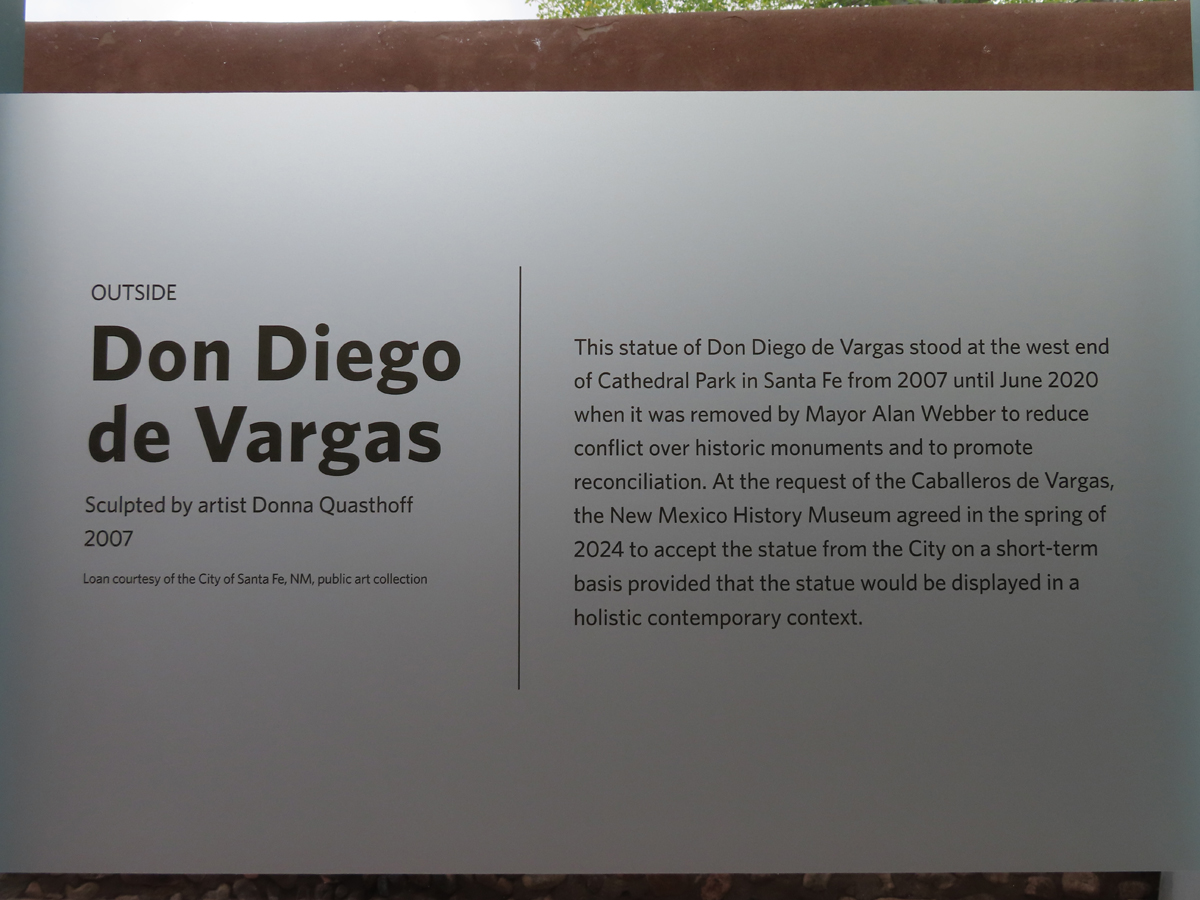 OUTSIDE
Don Diego
de Vargas
Sculpted by artist Donna Quasthoff
2007
Loan courtesy of the City of Santa Fe, NM, public art collection
This statue of Don Diego de Vargas stood at the west end
of Cathedral Park in Santa Fe from 2007 until June 2020
when it was removed by Mayor Alan Webber to reduce
conflict over historic monuments and to promote
reconciliation. At the request of the Caballeros de Vargas,
the New Mexico History Museum agreed in the spring of
2024 to accept the statue from the City on a short-term
basis provided that the statue would be displayed in a
holistic contemporary context.